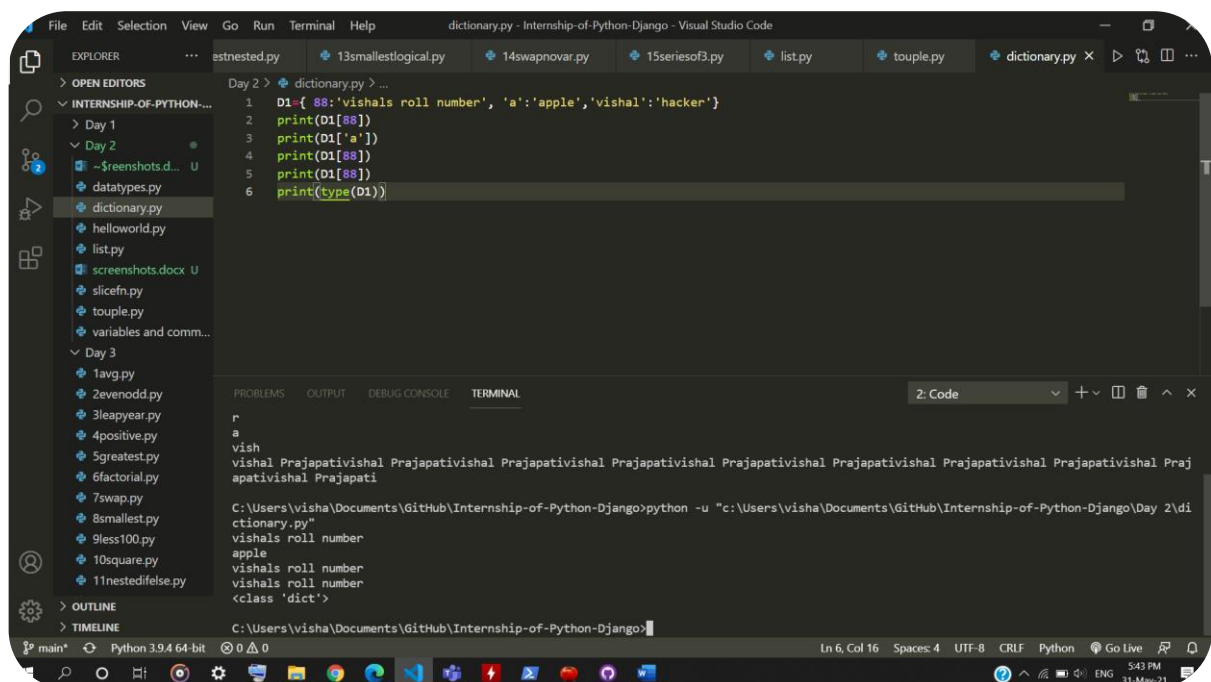 File Edit Selection View Go Run Terminal Help dictionary.py - Internship-of-Python-Django - Visual Studio Code
EXPLORER ... estnested.py 13smallestlogical.py 14swapnovar.py 15seriesof3.py list.py touple.py dictionary.py
OPEN EDITORS
INTERNSHIP-OF-PYTHON-...
Day 1
Day 2
~$reenshots.d... U
datatypes.py
dictionary.py
helloworld.py
list.py
screenshots.docx U
slicefn.py
touple.py
variables and comm...
Day 3
1avg.py
2evenodd.py
3leapyear.py
4positive.py
5greatest.py
6factorial.py
7swap.py
8smallest.py
9less100.py
10square.py
11nestedifelse.py
OUTLINE
TIMELINE
2
Day 2 > dictionary.py > ...
1 D1={ 88:'vishals roll number', 'a':'apple','vishal':'hacker'}
2 print(D1[88])
3 print(D1['a'])
4 print(D1[88])
5 print(D1[88])
6 print(type(D1))
PROBLEMS OUTPUT DEBUG CONSOLE TERMINAL 2: Code
r
a
vish
vishal Prajapativishal Prajapativishal Prajapativishal Prajapativishal Prajapativishal Prajapativishal Prajapativishal Prajapativishal Praj
apativishal Prajapati
C:\Users\visha\Documents\GitHub\Internship-of-Python-Django>python -u "c:\Users\visha\Documents\GitHub\Internship-of-Python-Django\Day 2\di
ctionary.py"
vishals roll number
apple
vishals roll number
vishals roll number
<class 'dict'>
C:\Users\visha\Documents\GitHub\Internship-of-Python-Django>
main* Python 3.9.4 64-bit 0 0 Ln 6, Col 16 Spaces: 4 UTF-8 CRLF Python Go Live
ENG 5:43 PM
31-May-21